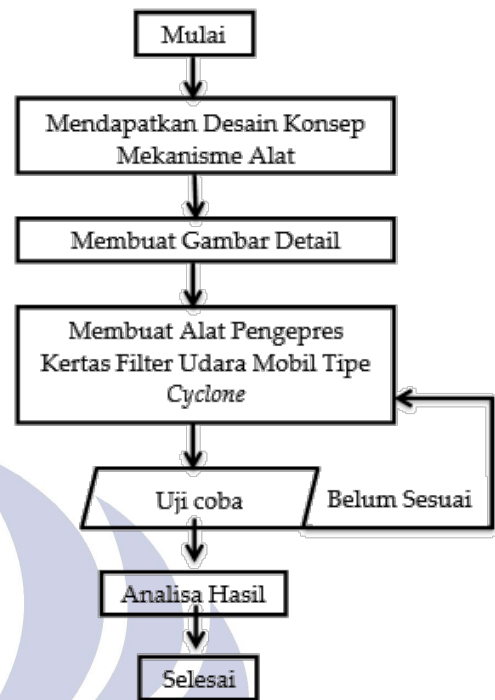 Mulai
Mendapatkan Desain Konsep
Mekanisme Alat
Membuat Gambar Detail
Membuat Alat Pengepres
Kertas Filter Udara Mobil Tipe
Cyclone
Uji coba
Belum Sesuai
Analisa Hasil
Selesai